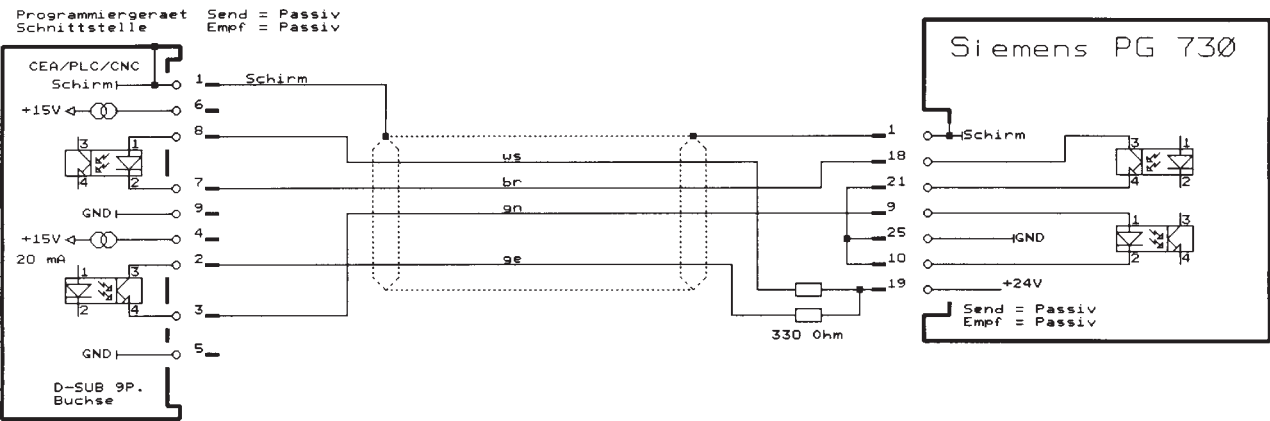 Programmiergeraet Send = Passiv
Schnittstelle Empf = Passiv
Siemens PG 730
CEA/PLC/CNC
Schirm
1
Schirm
+15V
6
8
1
Schirm
3
1
ws
18
3
1
4
2
7
br
21
4
2
GND
9
gn
9
+15V
4
25
GND
1
3
20 mA
2
ge
10
2
4
1
3
19
+24V
2
4
3
Send = Passiv
Empf = Passiv
330 Ohm
GND
5
D-SUB 9P.
Buchse